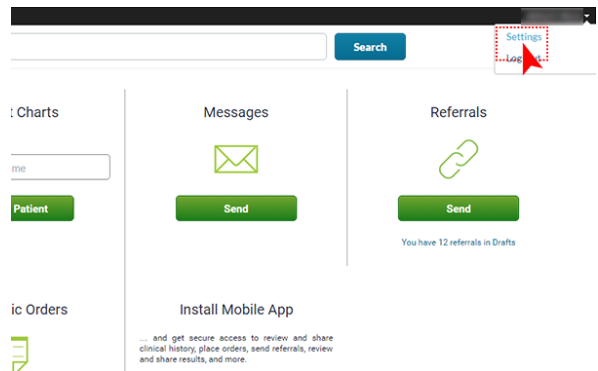 Settings
Search
t Charts
Messages
Referrals
me
Patient
Send
Send
You have 12 referrals in Drafts
ic Orders
Install Mobile App
.... and get secure access to review and share
clinical history, place orders, send referrals, review
and share results, and more.